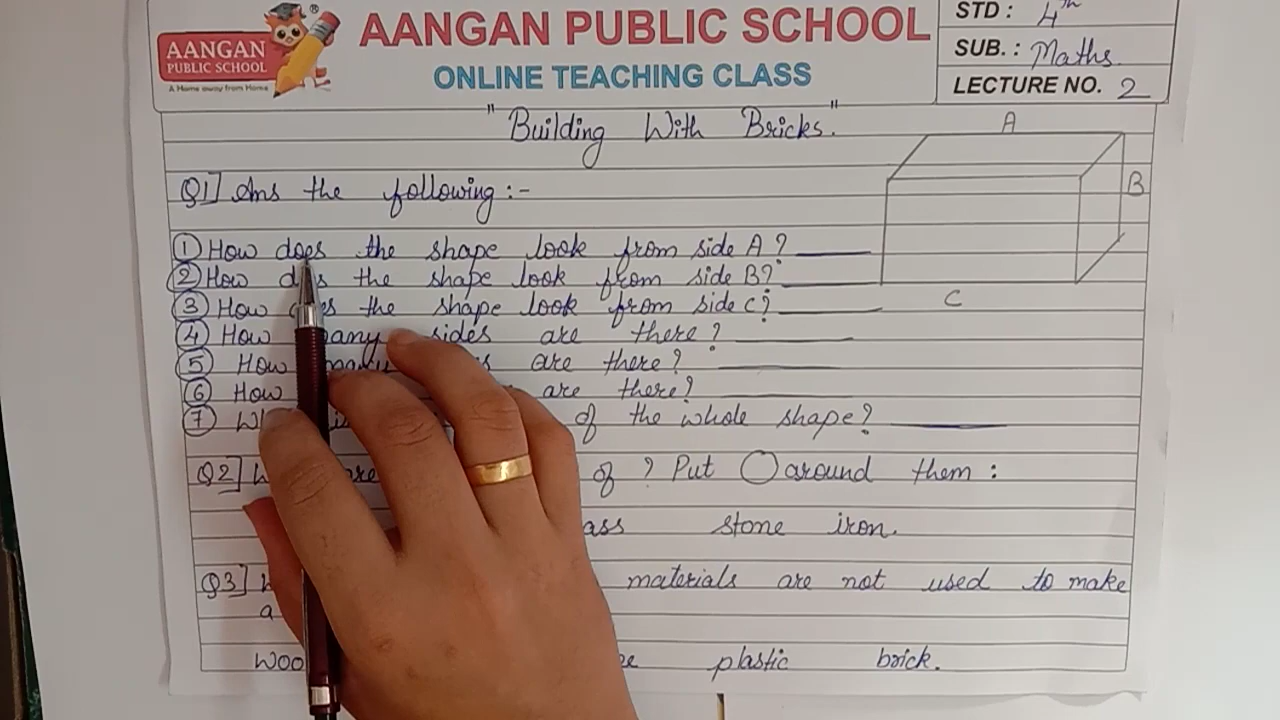 AANGAN
PUBLIC SCHOOL
A Home away from Home
®
AANGAN PUBLIC SCHOOL
ONLINE TEACHING CLASS
STD : 4th
SUB. : Maths.
LECTURE NO. 2
"Building With Bricks."
A
B
C
Q1] Ans the following :-
① How does the shape look from side A?
② How does the shape look from side B?
③ How does the shape look from side C?
④ How many sides are there?
⑤ How many are there?
⑥ How are there?
⑦ of the whole shape?
Q2] of ? Put ◯ around them :
stone iron.
Q3] materials are not used to make
a
plastic brick.